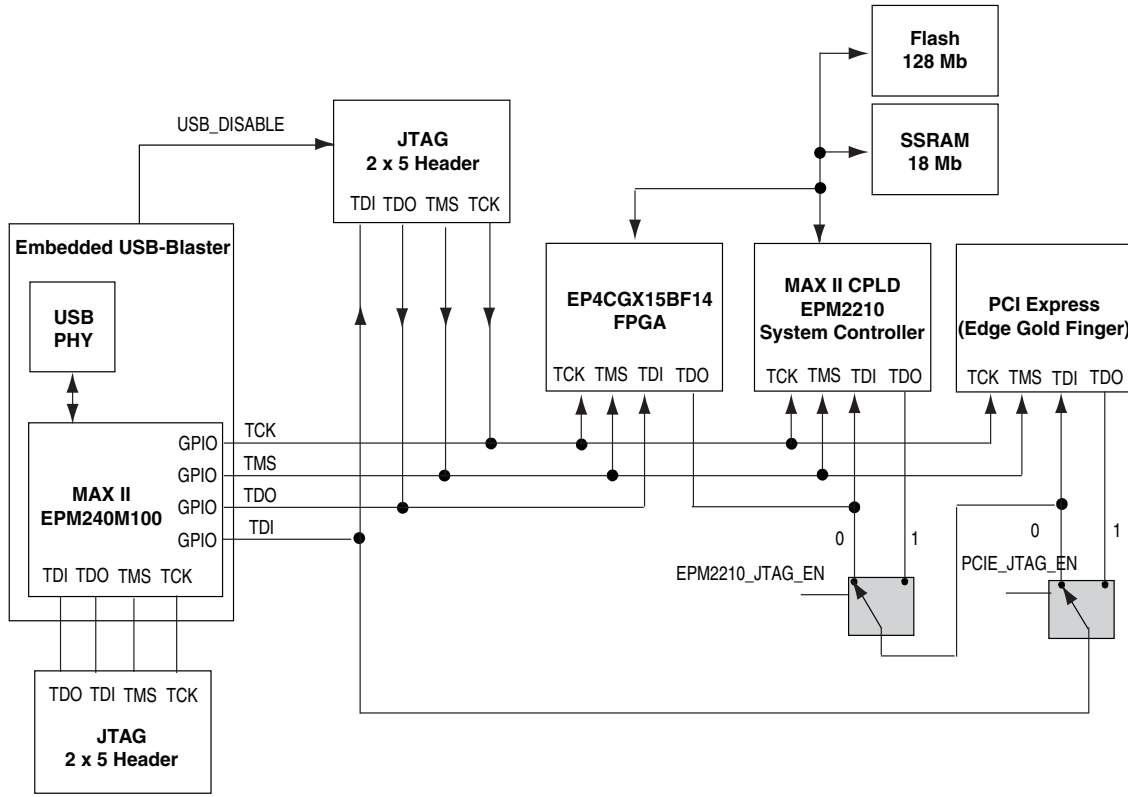 Flash
128 Mb
SSRAM
18 Mb
USB_DISABLE
JTAG
2 x 5 Header
TDI TDO TMS TCK
Embedded USB-Blaster
USB
PHY
EP4CGX15BF14
FPGA
TCK TMS TDI TDO
MAX II CPLD
EPM2210
System Controller
TCK TMS TDI TDO
PCI Express
(Edge Gold Finger)
TCK TMS TDI TDO
MAX II
EPM240M100
GPIO TCK
GPIO TMS
GPIO TDO
GPIO TDI
TDI TDO TMS TCK
0 1
EPM2210_JTAG_EN
0 1
PCIE_JTAG_EN
TDO TDI TMS TCK
JTAG
2 x 5 Header